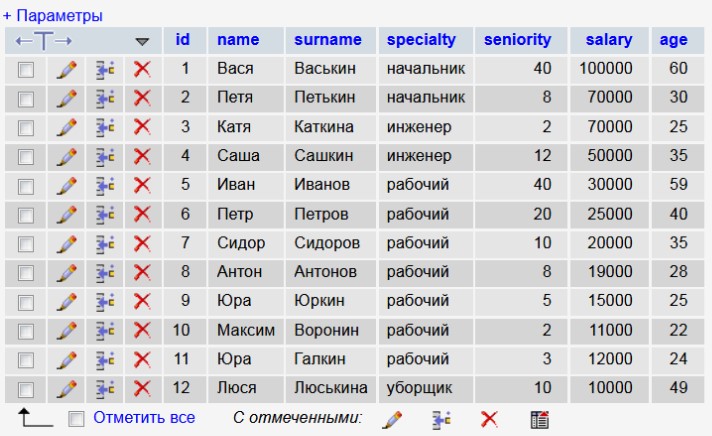 + Параметры
id name surname specialty seniority salary age
1 Вася Васькин начальник 40 100000 60
2 Петя Петькин начальник 8 70000 30
3 Катя Каткина инженер 2 70000 25
4 Саша Сашкин инженер 12 50000 35
5 Иван Иванов рабочий 40 30000 59
6 Петр Петров рабочий 20 25000 40
7 Сидор Сидоров рабочий 10 20000 35
8 Антон Антонов рабочий 8 19000 28
9 Юра Юркин рабочий 5 15000 25
10 Максим Воронин рабочий 2 11000 22
11 Юра Галкин рабочий 3 12000 24
12 Люся Люськина уборщик 10 10000 49
Отметить все С отмеченными: